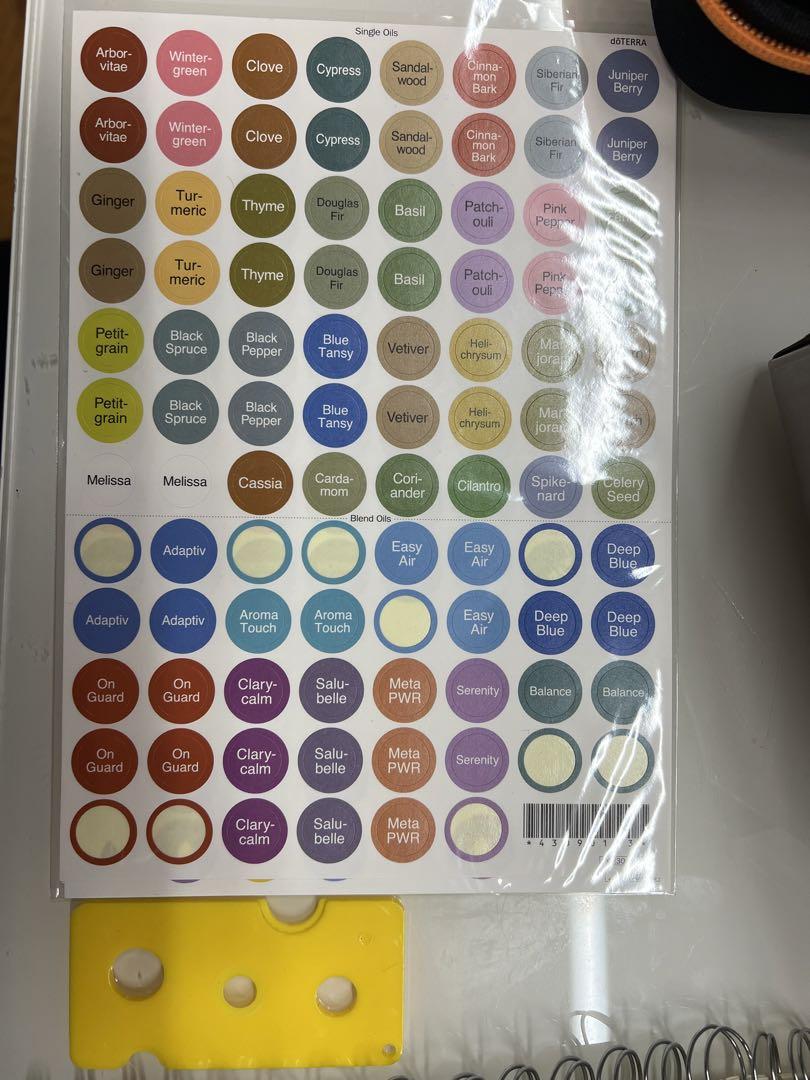 Single Oils
dōTERRA
Arbor-
vitae
Winter-
green
Clove
Cypress
Sandal-
wood
Cinna-
mon
Bark
Siberian
Fir
Juniper
Berry
Arbor-
vitae
Winter-
green
Clove
Cypress
Sandal-
wood
Cinna-
mon
Bark
Siberian
Fir
Juniper
Berry
Ginger
Tur-
meric
Thyme
Douglas
Fir
Basil
Patch-
ouli
Pink
Pepper
Ginger
Tur-
meric
Thyme
Douglas
Fir
Basil
Patch-
ouli
Pink
Petit-
grain
Black
Spruce
Black
Pepper
Blue
Tansy
Vetiver
Heli-
chrysum
Mar-
joram
Petit-
grain
Black
Spruce
Black
Pepper
Blue
Tansy
Vetiver
Heli-
chrysum
Mar-
joram
Melissa
Melissa
Cassia
Carda-
mom
Cori-
ander
Cilantro
Spike-
nard
Celery
Seed
Blend Oils
Adaptiv
Easy
Air
Easy
Air
Deep
Blue
Adaptiv
Adaptiv
Aroma
Touch
Aroma
Touch
Easy
Air
Deep
Blue
Deep
Blue
On
Guard
On
Guard
Clary-
calm
Salu-
belle
Meta
PWR
Serenity
Balance
Balance
On
Guard
On
Guard
Clary-
calm
Salu-
belle
Meta
PWR
Serenity
Clary-
calm
Salu-
belle
Meta
PWR